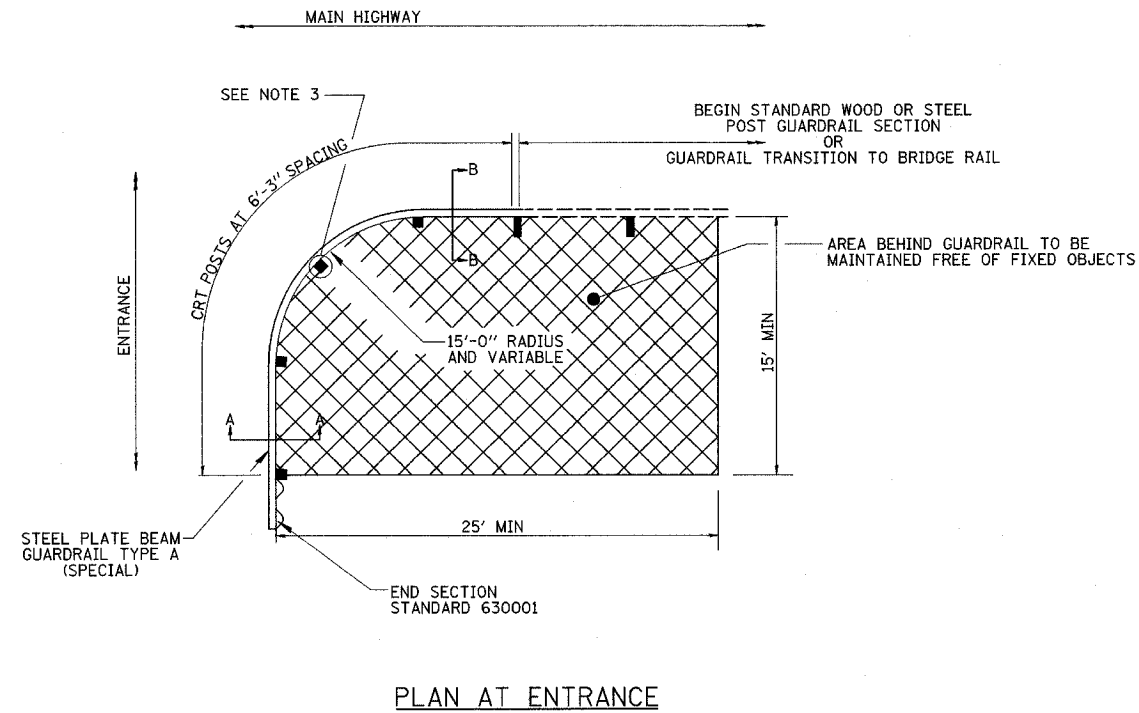 MAIN HIGHWAY
SEE NOTE 3
BEGIN STANDARD WOOD OR STEEL
POST GUARDRAIL SECTION
OR
GUARDRAIL TRANSITION TO BRIDGE RAIL
CRT POSTS AT 6'-3" SPACING
B
B
ENTRANCE
AREA BEHIND GUARDRAIL TO BE
MAINTAINED FREE OF FIXED OBJECTS
15'-0" RADIUS
AND VARIABLE
15' MIN
A
A
25' MIN
STEEL PLATE BEAM
GUARDRAIL TYPE A
(SPECIAL)
END SECTION
STANDARD 630001
PLAN AT ENTRANCE